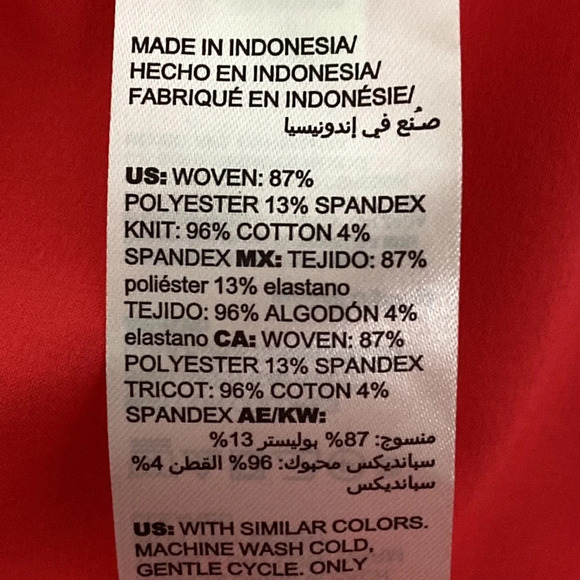 MADE IN INDONESIA/
HECHO EN INDONESIA/
FABRIQUÉ EN INDONÉSIE/
صُنع في إندونيسيا
US: WOVEN: 87%
POLYESTER 13% SPANDEX
KNIT: 96% COTTON 4%
SPANDEX MX: TEJIDO: 87%
poliéster 13% elastano
TEJIDO: 96% ALGODÓN 4%
elastano CA: WOVEN: 87%
POLYESTER 13% SPANDEX
TRICOT: 96% COTON 4%
SPANDEX AE/KW:
منسوج: 87% بوليستر 13%
سبانديكس محبوك: 96% القطن 4%
سبانديكس
US: WITH SIMILAR COLORS.
MACHINE WASH COLD,
GENTLE CYCLE. ONLY